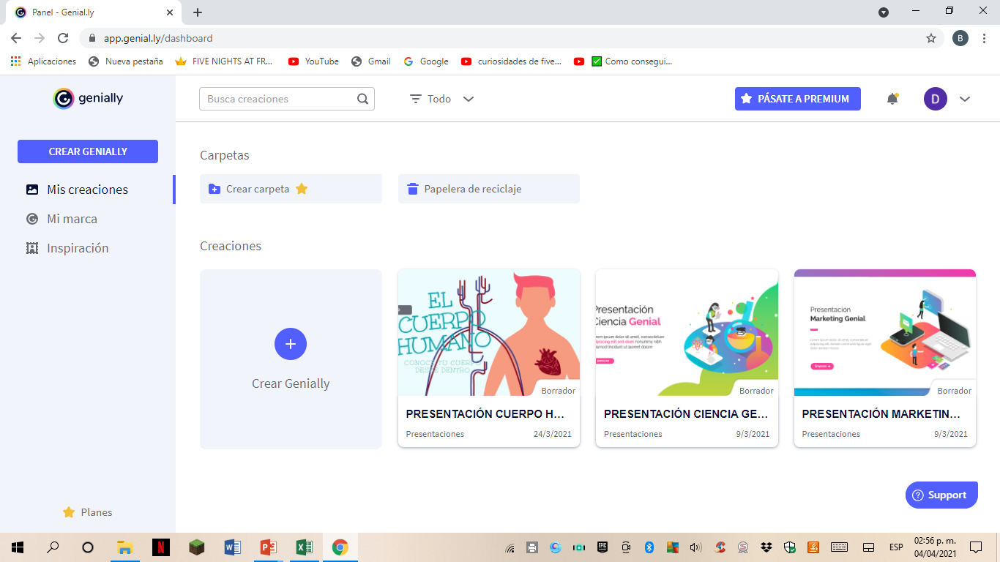 Panel - Genial.ly
app.genial.ly/dashboard
B
Aplicaciones
Nueva pestaña
FIVE NIGHTS AT FR...
YouTube
Gmail
Google
curiosidades de five...
Como consegui...
genially
Busca creaciones
Todo
PÁSATE A PREMIUM
D
CREAR GENIALLY
Mis creaciones
Mi marca
Inspiración
Planes
Carpetas
Crear carpeta
Papelera de reciclaje
Creaciones
Crear Genially
EL
CUERPO
HUMANO
CONOCE TU CUERPO
DESDE DENTRO
Borrador
PRESENTACIÓN CUERPO H...
Presentaciones
24/3/2021
Presentación
Ciencia Genial
Borrador
PRESENTACIÓN CIENCIA GE...
Presentaciones
9/3/2021
Presentación
Marketing Genial
Borrador
PRESENTACIÓN MARKETIN...
Presentaciones
9/3/2021
Support
ESP
02:56 p. m.
04/04/2021